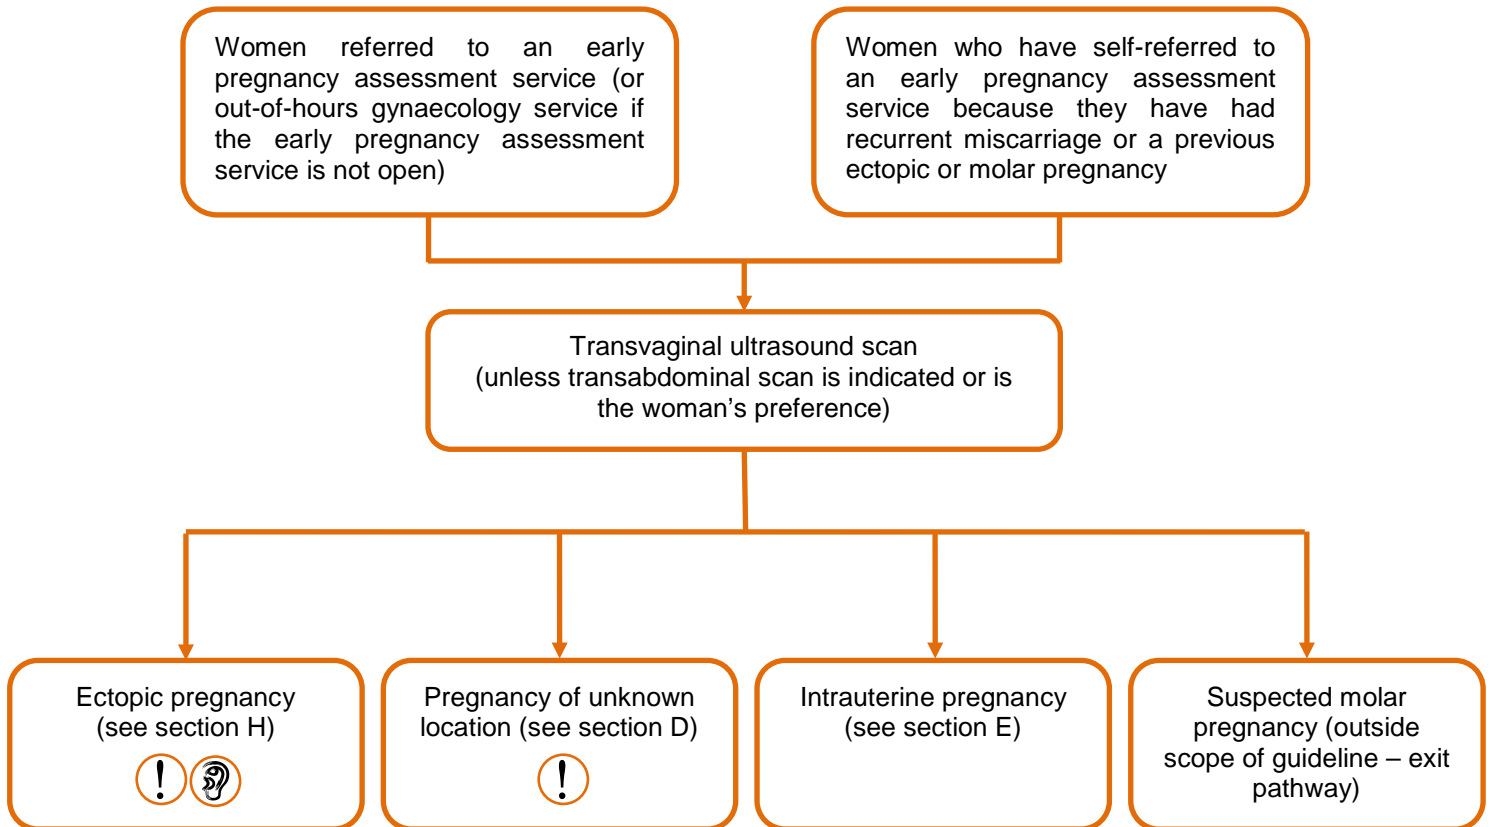 Women referred to an early
pregnancy assessment service (or
out-of-hours gynaecology service if
the early pregnancy assessment
service is not open)
Women who have self-referred to
an early pregnancy assessment
service because they have had
recurrent miscarriage or a previous
ectopic or molar pregnancy
Transvaginal ultrasound scan
(unless transabdominal scan is indicated or is
the woman’s preference)
Ectopic pregnancy
(see section H)
!
Pregnancy of unknown
location (see section D)
!
Intrauterine pregnancy
(see section E)
Suspected molar
pregnancy (outside
scope of guideline – exit
pathway)